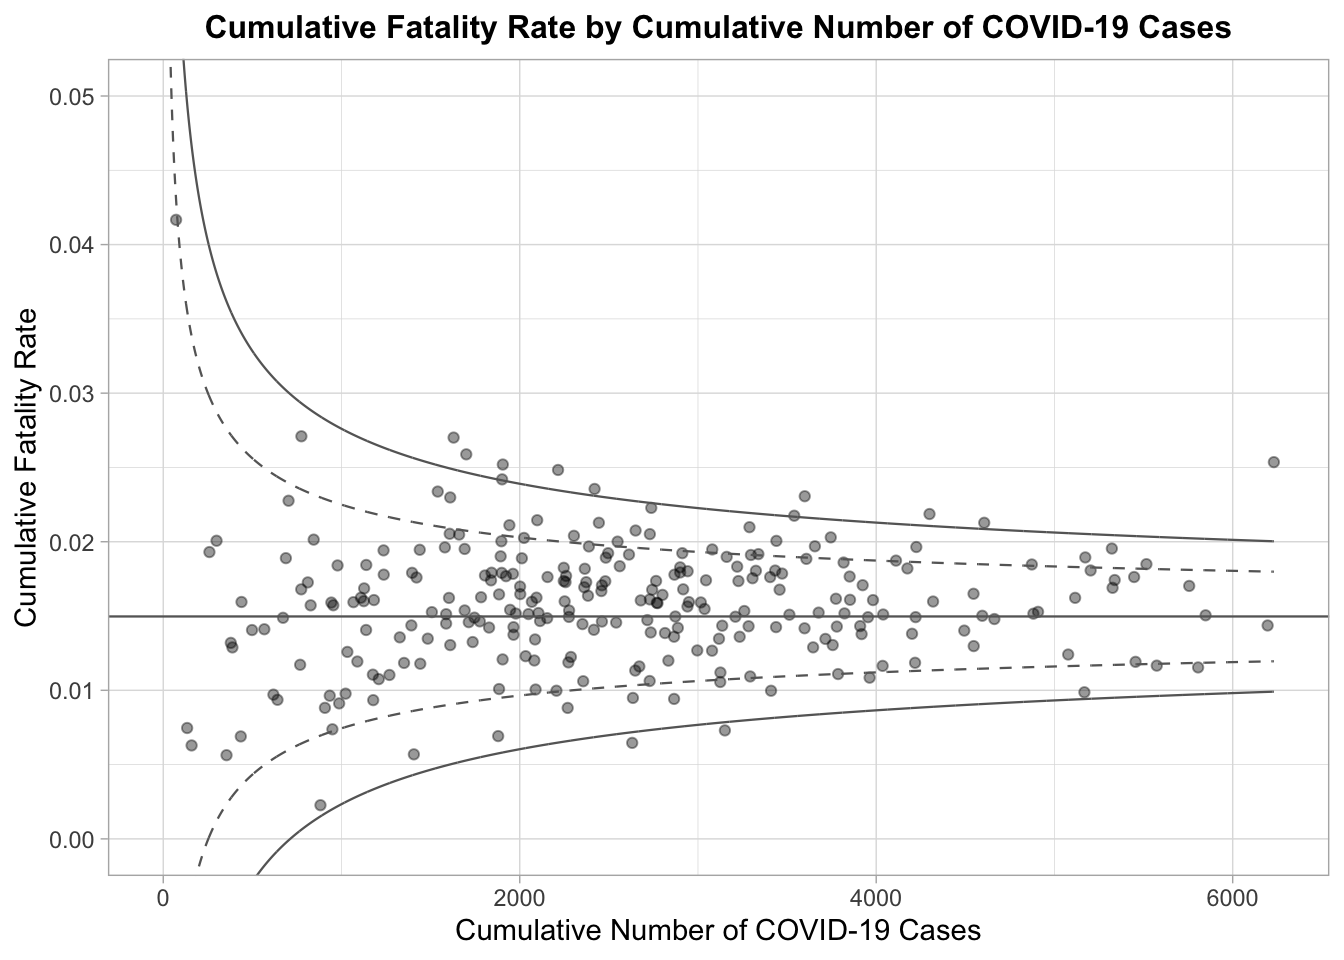 Cumulative Fatality Rate by Cumulative Number of COVID-19 Cases
0.05
0.04
0.03
0.02
0.01
0.00
Cumulative Fatality Rate
0 2000 4000 6000
Cumulative Number of COVID-19 Cases